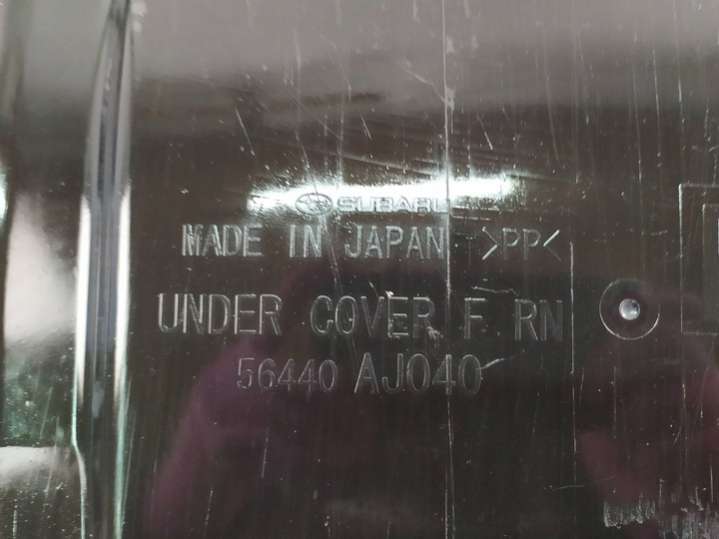 SUBARU
MADE IN JAPAN >PP<
UNDER COVER F RN
56440 AJ040